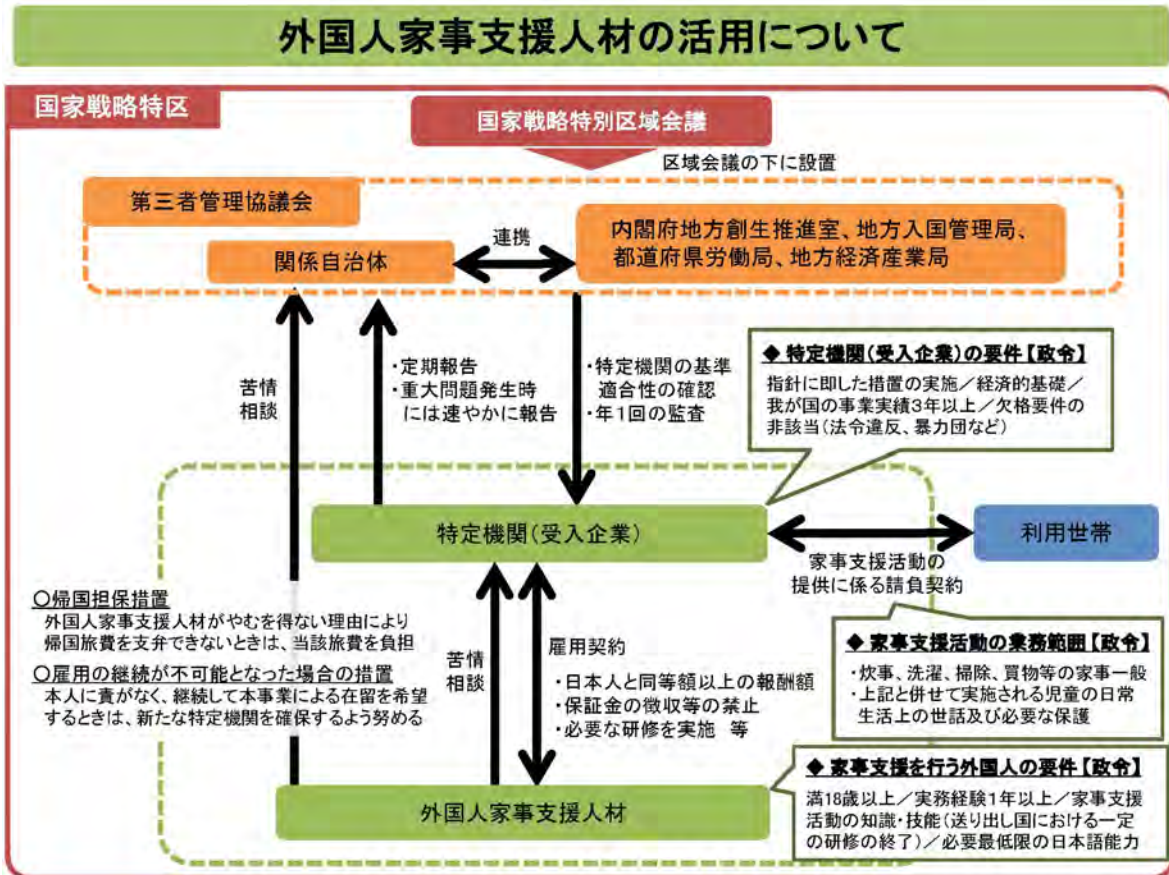 外国人家事支援人材の活用について
国家戦略特区
国家戦略特別区域会議
区域会議の下に設置
第三者管理協議会
関係自治体
連携
内閣府地方創生推進室、地方入国管理局、
都道府県労働局、地方経済産業局
苦情
相談
・定期報告
・重大問題発生時
には速やかに報告
・特定機関の基準
適合性の確認
・年1回の監査
◆ 特定機関(受入企業)の要件【政令】
指針に即した措置の実施/経済的基礎/
我が国の事業実績3年以上/欠格要件の
非該当(法令違反、暴力団など)
特定機関(受入企業)
利用世帯
家事支援活動の
提供に係る請負契約
○帰国担保措置
外国人家事支援人材がやむを得ない理由により
帰国旅費を支弁できないときは、当該旅費を負担
○雇用の継続が不可能となった場合の措置
本人に責がなく、継続して本事業による在留を希望
するときは、新たな特定機関を確保するよう努める
苦情
相談
雇用契約
・日本人と同等額以上の報酬額
・保証金の徴収等の禁止
・必要な研修を実施 等
◆ 家事支援活動の業務範囲【政令】
・炊事、洗濯、掃除、買物等の家事一般
・上記と併せて実施される児童の日常
生活上の世話及び必要な保護
◆ 家事支援を行う外国人の要件【政令】
満18歳以上/実務経験1年以上/家事支援
活動の知識・技能(送り出し国における一定
の研修の終了)/必要最低限の日本語能力
外国人家事支援人材